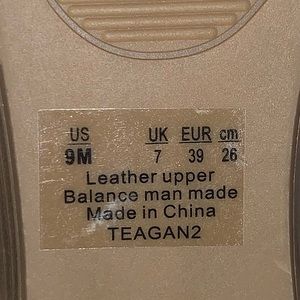 US UK EUR cm
9M 7 39 26
Leather upper
Balance man made
Made in China
TEAGAN2